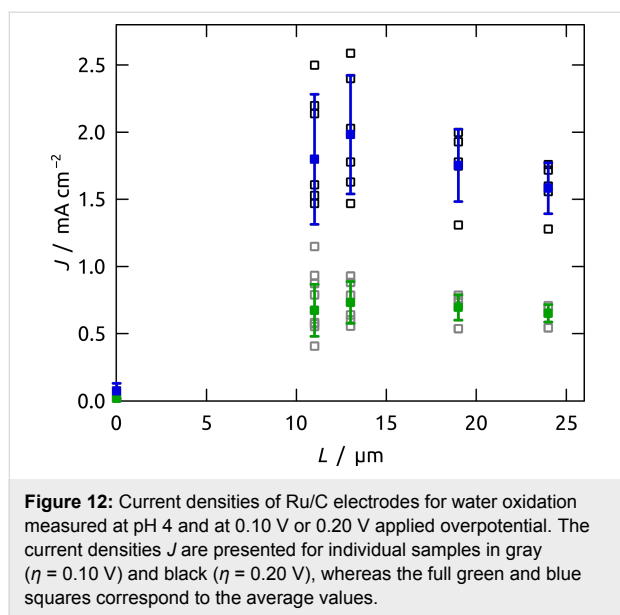 2.5
2.0
1.5
1.0
0.5
0.0
J / mA cm⁻²
0 5 10 15 20 25
L / μm
Figure 12: Current densities of Ru/C electrodes for water oxidation
measured at pH 4 and at 0.10 V or 0.20 V applied overpotential. The
current densities J are presented for individual samples in gray
(η = 0.10 V) and black (η = 0.20 V), whereas the full green and blue
squares correspond to the average values.